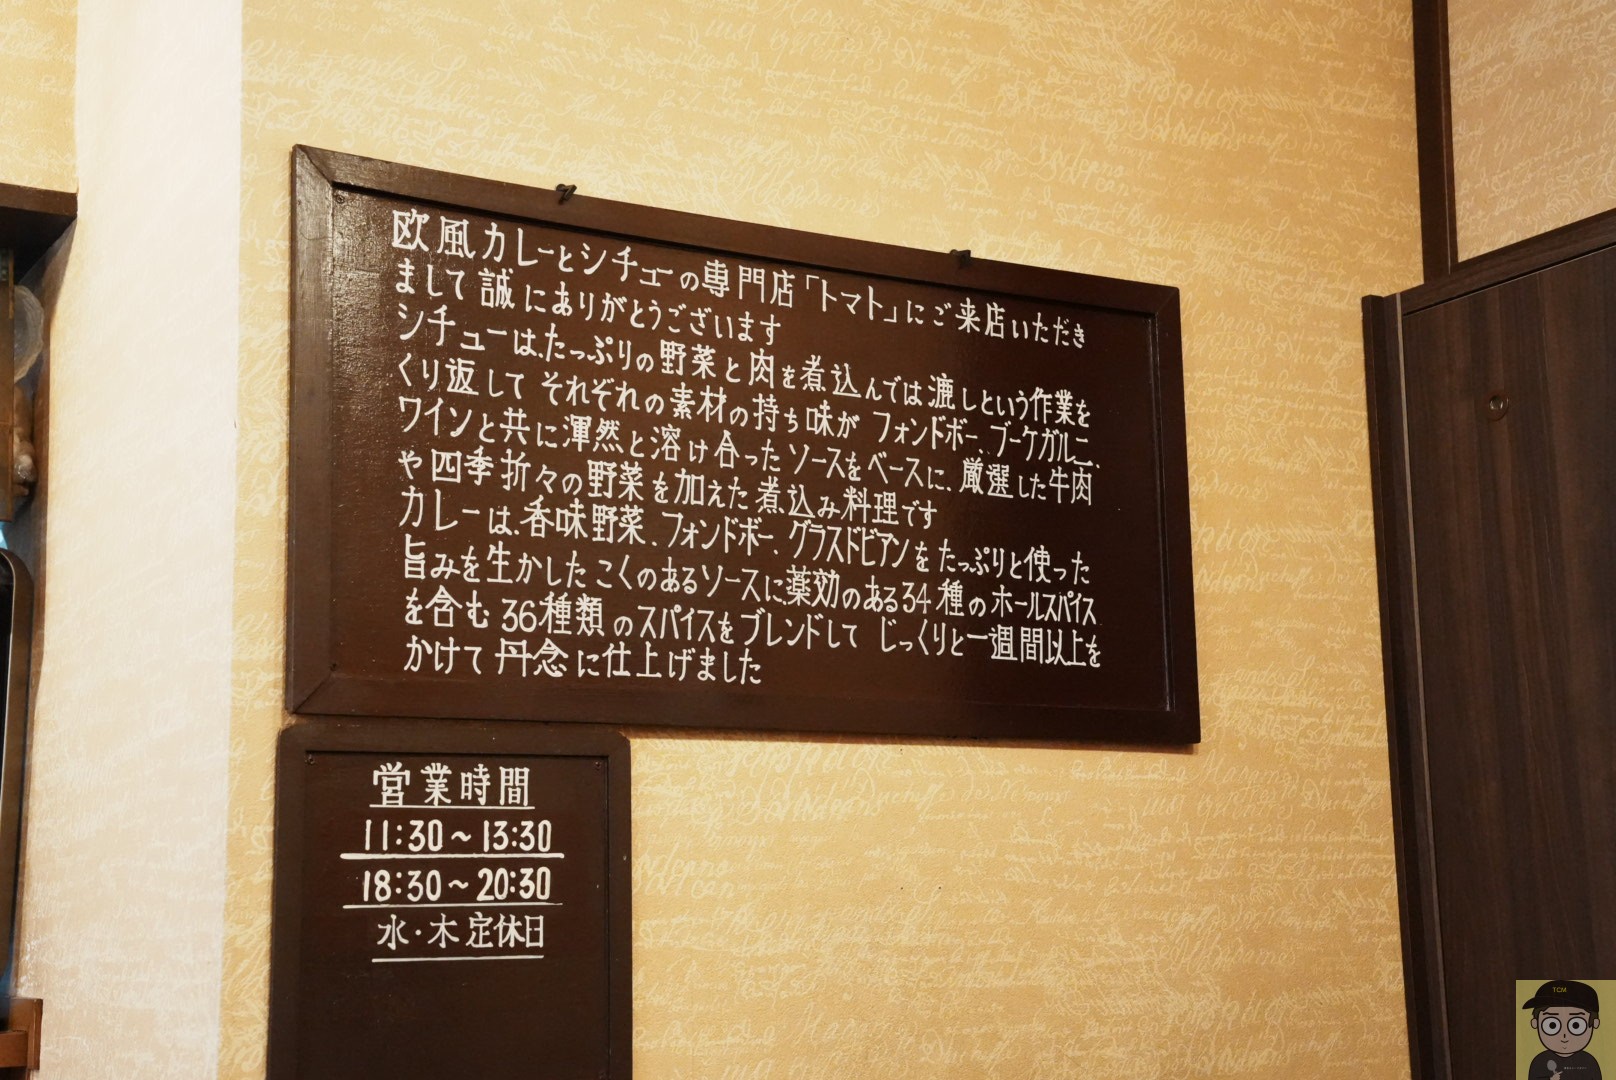 欧風カレーとシチューの専門店「トマト」にご来店いただき
まして誠にありがとうございます
シチューは、たっぷりの野菜と肉を煮込んでは漉しという作業を
くり返して それぞれの素材の持ち味が フォンドボー、ブーケガルニ、
ワインと共に渾然と溶け合ったソースをベースに、厳選した牛肉
や四季折々の野菜を加えた煮込み料理です
カレーは、香味野菜、フォンドボー、グラスドビアンをたっぷりと使った
旨みを生かしたこくのあるソースに薬効のある34種のホールスパイス
を含む36種類のスパイスをブレンドして じっくりと一週間以上を
かけて丹念に仕上げました
営業時間
11:30～13:30
18:30～20:30
水・木定休日
TCM